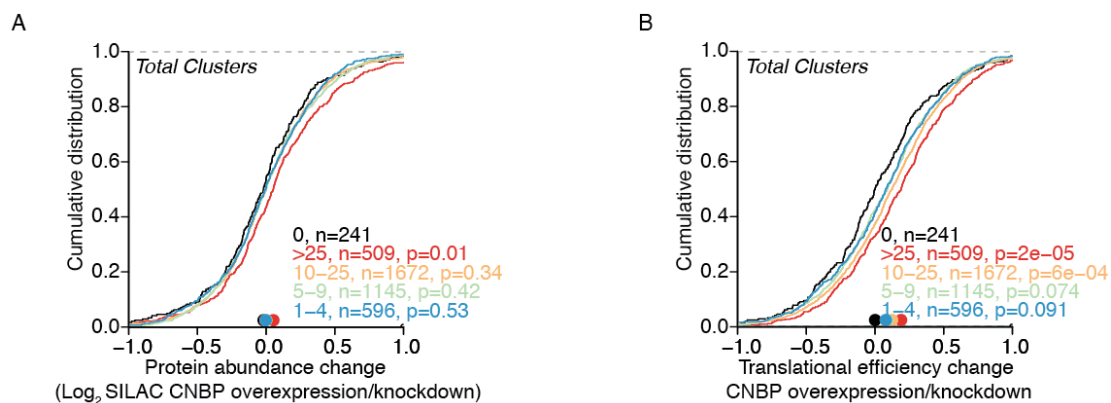 A
1.0
0.8
0.6
0.4
0.2
0.0
Cumulative distribution
Total Clusters
0, n=241
>25, n=509, p=0.01
10−25, n=1672, p=0.34
5−9, n=1145, p=0.42
1−4, n=596, p=0.53
−1.0 −0.5 0.0 0.5 1.0
Protein abundance change
(Log2 SILAC CNBP overexpression/knockdown)
B
1.0
0.8
0.6
0.4
0.2
0.0
Cumulative distribution
Total Clusters
0, n=241
>25, n=509, p=2e−05
10−25, n=1672, p=6e−04
5−9, n=1145, p=0.074
1−4, n=596, p=0.091
−1.0 −0.5 0.0 0.5 1.0
Translational efficiency change
CNBP overexpression/knockdown